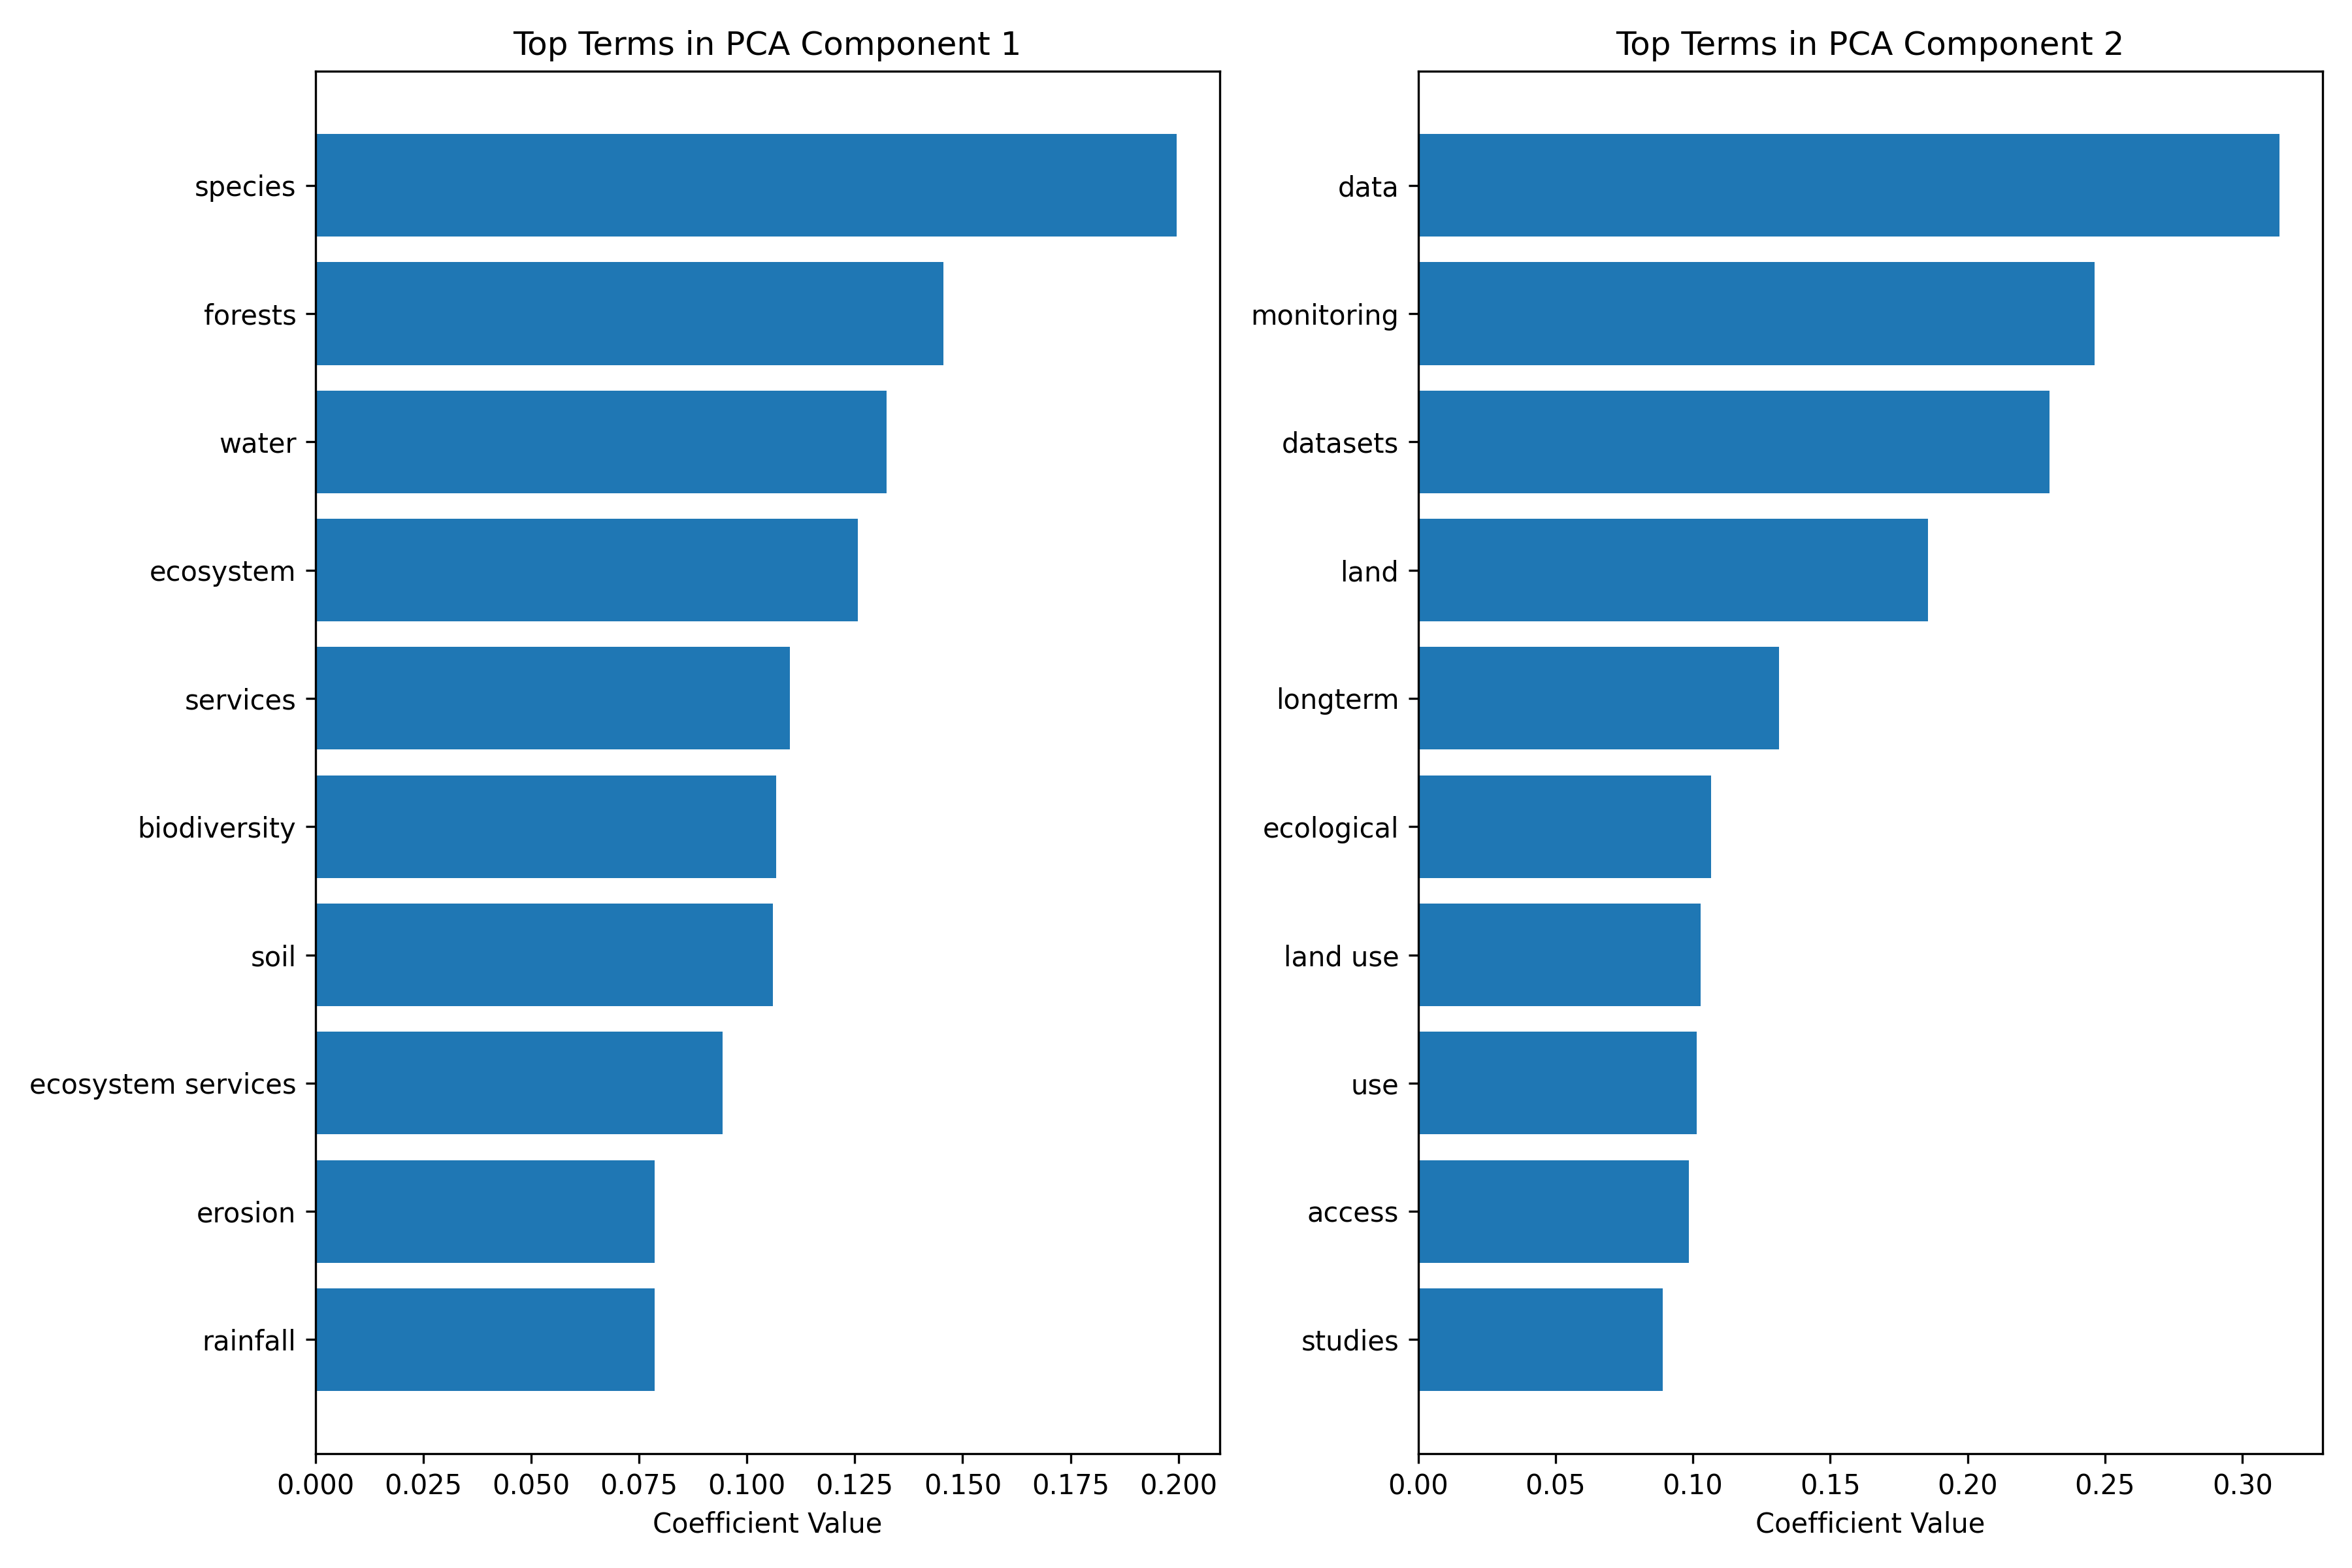 Top Terms in PCA Component 1
species
forests
water
ecosystem
services
biodiversity
soil
ecosystem services
erosion
rainfall
0.000 0.025 0.050 0.075 0.100 0.125 0.150 0.175 0.200
Coefficient Value
Top Terms in PCA Component 2
data
monitoring
datasets
land
longterm
ecological
land use
use
access
studies
0.00 0.05 0.10 0.15 0.20 0.25 0.30
Coefficient Value